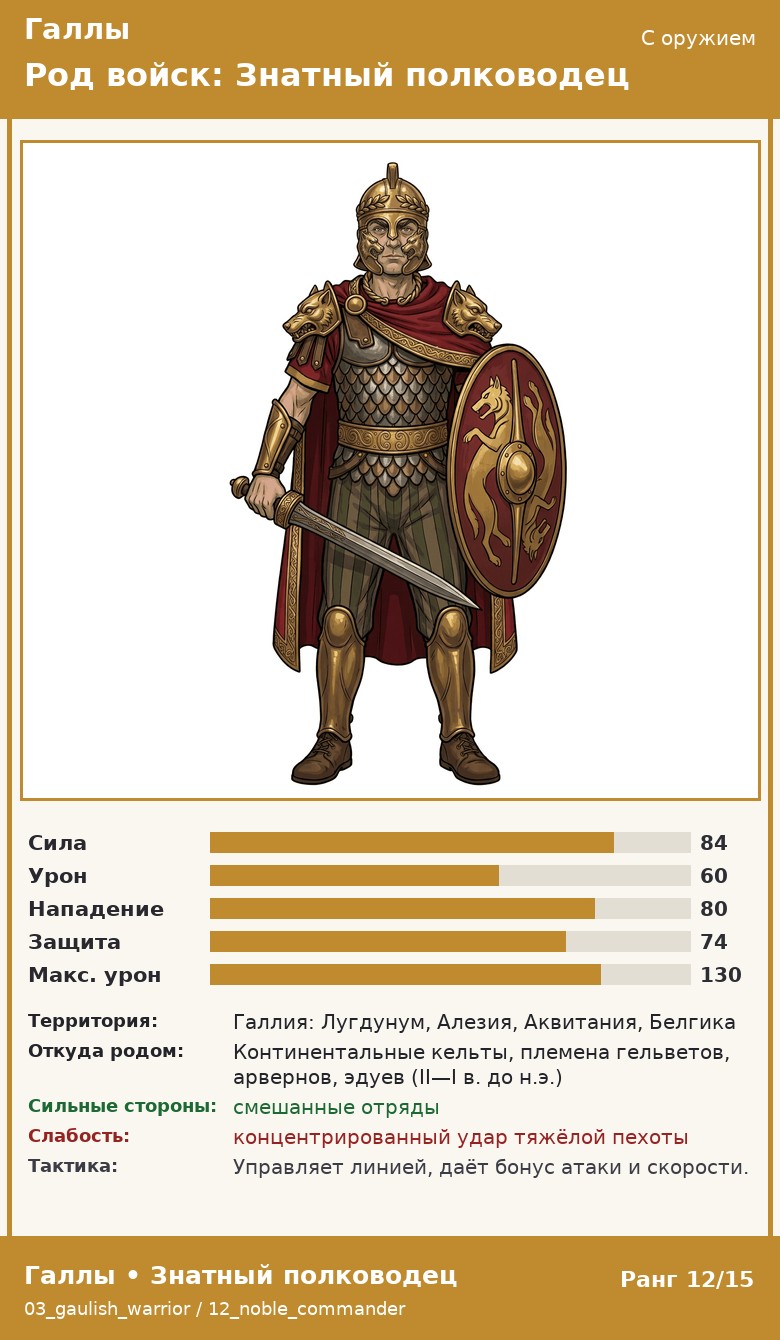 Галлы
С оружием
Род войск: Знатный полководец
Сила 84
Урон 60
Нападение 80
Защита 74
Макс. урон 130
Территория: Галлия: Лугдунум, Алезия, Аквитания, Белгика
Откуда родом: Континентальные кельты, племена гельветов,
арвернов, эдуев (II—I в. до н.э.)
Сильные стороны: смешанные отряды
Слабость: концентрированный удар тяжёлой пехоты
Тактика: Управляет линией, даёт бонус атаки и скорости.
Галлы • Знатный полководец
Ранг 12/15
03_gaulish_warrior / 12_noble_commander